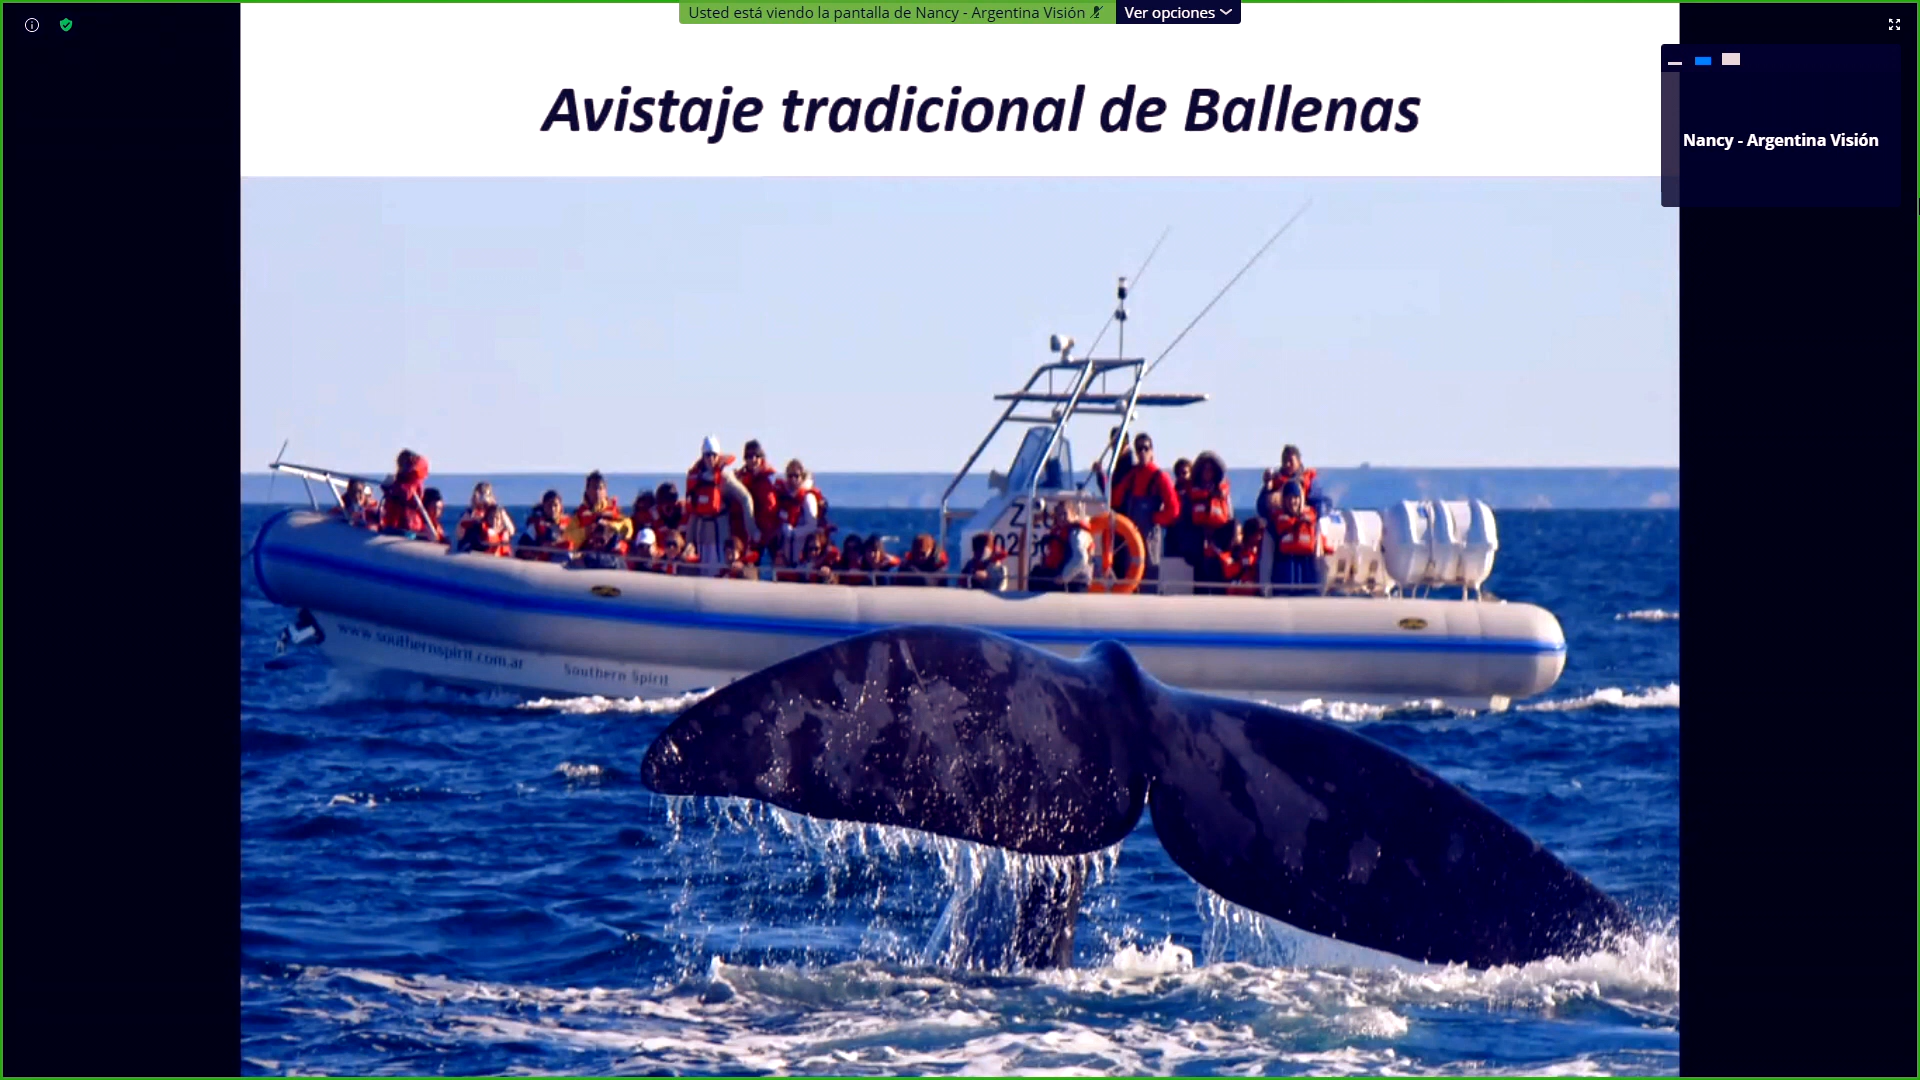 Usted está viendo la pantalla de Nancy - Argentina Visión
Ver opciones
Avistaje tradicional de Ballenas
Nancy - Argentina Visión
www.southernspirit.com.ar
Southern Spirit